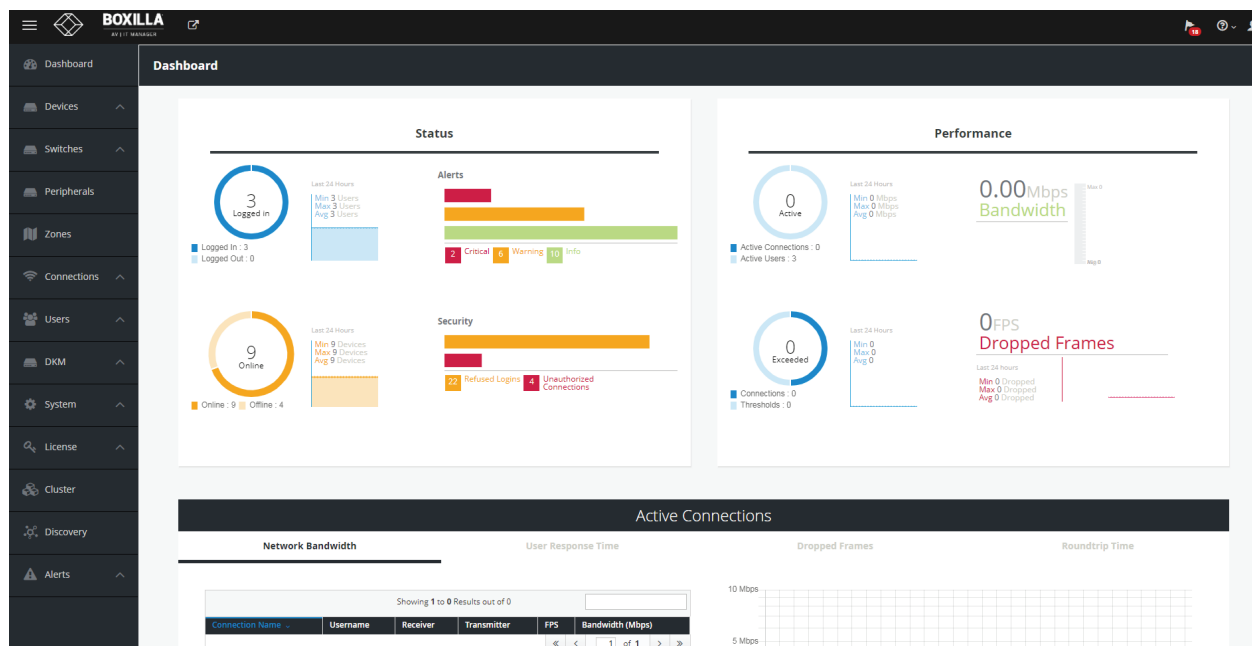 BOXILLA
AV | IT MANAGER
18
Dashboard
Devices
Switches
Peripherals
Zones
Connections
Users
DKM
System
License
Cluster
Discovery
Alerts
Dashboard
Status
3
Logged in
Last 24 Hours
Min 3 Users
Max 3 Users
Avg 3 Users
Logged In : 3
Logged Out : 0
Alerts
2 Critical 6 Warning 10 Info
9
Online
Last 24 Hours
Min 9 Devices
Max 9 Devices
Avg 9 Devices
Online : 9 Offline : 4
Security
22 Refused Logins 4 Unauthorized
Connections
Performance
0
Active
Last 24 Hours
Min 0 Mbps
Max 0 Mbps
Avg 0 Mbps
Active Connections : 0
Active Users : 3
0.00Mbps
Bandwidth
Max 0
0
Exceeded
Last 24 Hours
Min 0
Max 0
Avg 0
Connections : 0
Thresholds : 0
0FPS
Dropped Frames
Last 24 hours
Min 0 Dropped
Max 0 Dropped
Avg 0 Dropped
Active Connections
Network Bandwidth User Response Time Dropped Frames Roundtrip Time
Showing 1 to 0 Results out of 0
Connection Name Username Receiver Transmitter FPS Bandwidth (Mbps)
« < 1 of 1 > »
10 Mbps
5 Mbps